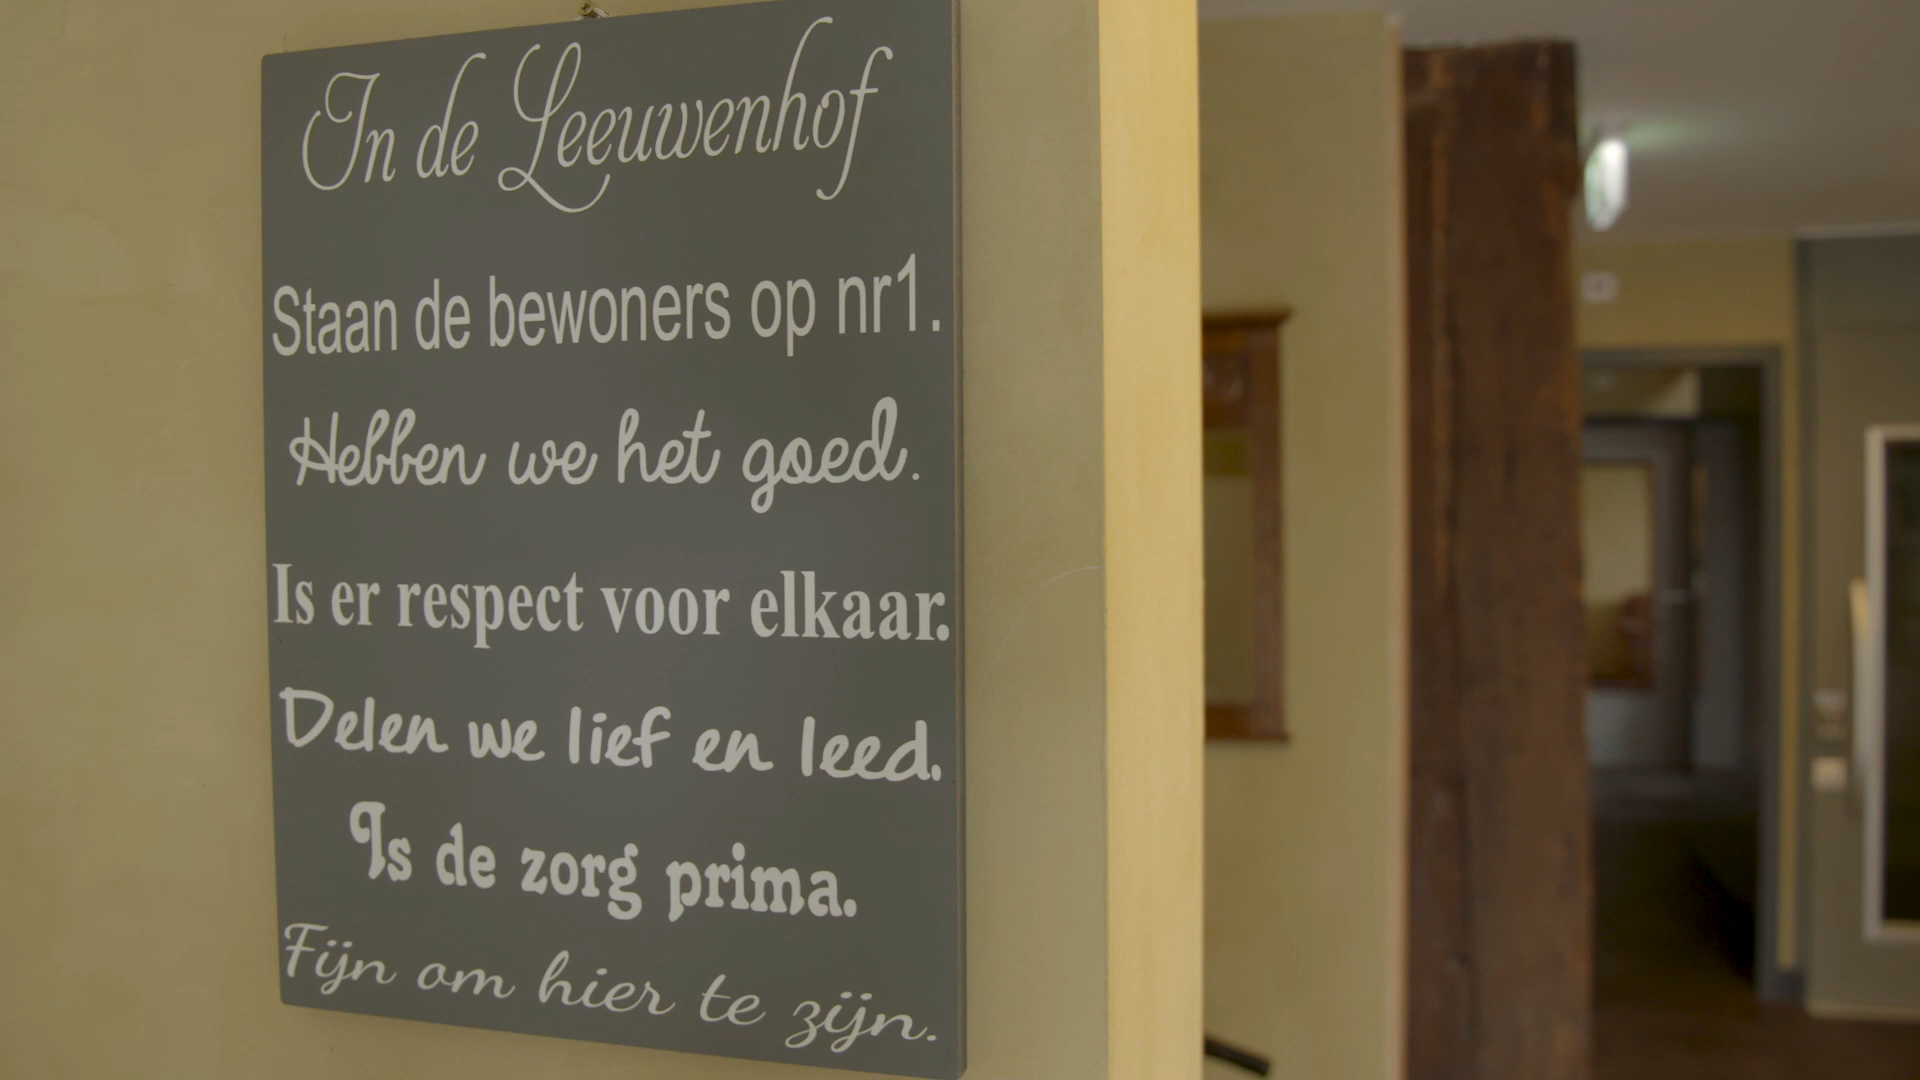 In de Leeuwenhof
Staan de bewoners op nr1.
Hebben we het goed.
Is er respect voor elkaar.
Delen we lief en leed.
Is de zorg prima.
Fijn om hier te zijn.